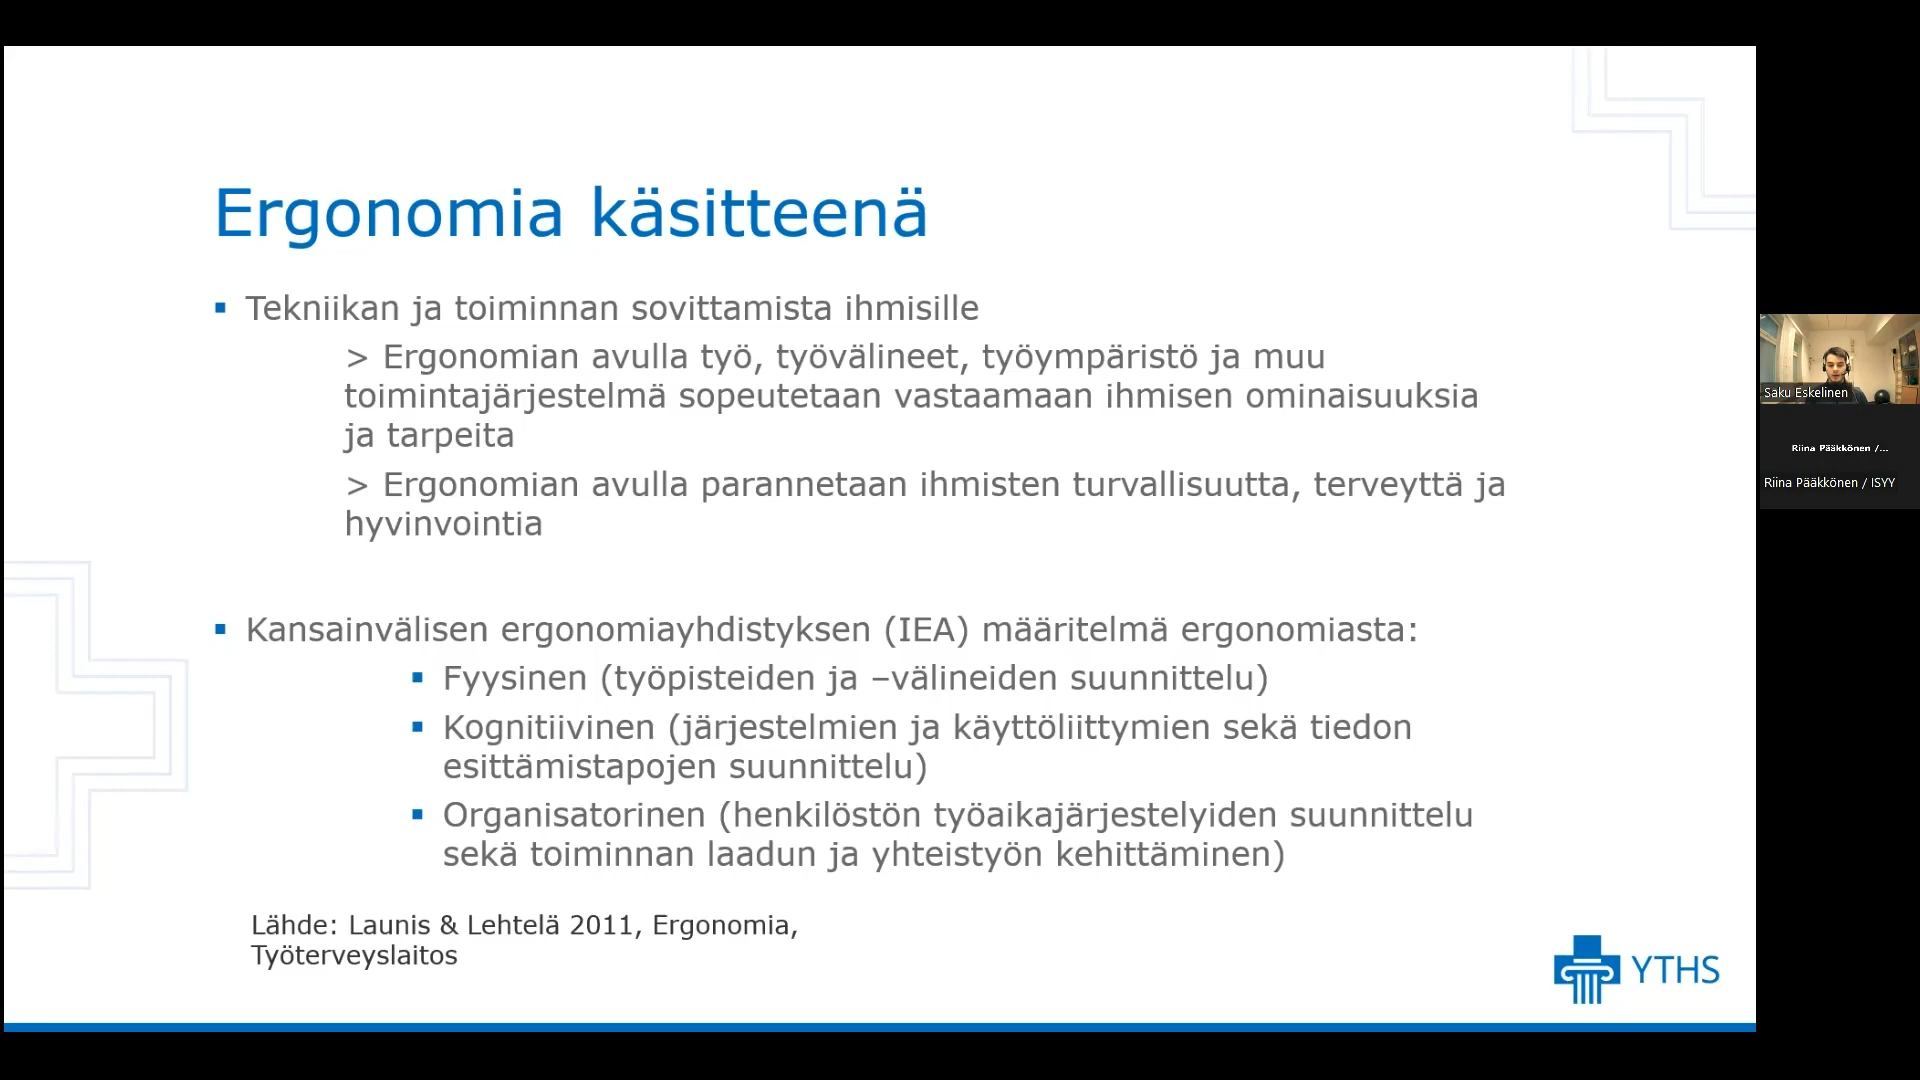 Ergonomia käsitteenä
▪ Tekniikan ja toiminnan sovittamista ihmisille
> Ergonomian avulla työ, työvälineet, työympäristö ja muu
toimintajärjestelmä sopeutetaan vastaamaan ihmisen ominaisuuksia
ja tarpeita
> Ergonomian avulla parannetaan ihmisten turvallisuutta, terveyttä ja
hyvinvointia
▪ Kansainvälisen ergonomiayhdistyksen (IEA) määritelmä ergonomiasta:
▪ Fyysinen (työpisteiden ja –välineiden suunnittelu)
▪ Kognitiivinen (järjestelmien ja käyttöliittymien sekä tiedon
esittämistapojen suunnittelu)
▪ Organisatorinen (henkilöstön työaikajärjestelyiden suunnittelu
sekä toiminnan laadun ja yhteistyön kehittäminen)
Lähde: Launis & Lehtelä 2011, Ergonomia,
Työterveyslaitos
YTHS
Saku Eskelinen
Riina Pääkkönen /...
Riina Pääkkönen / ISYY